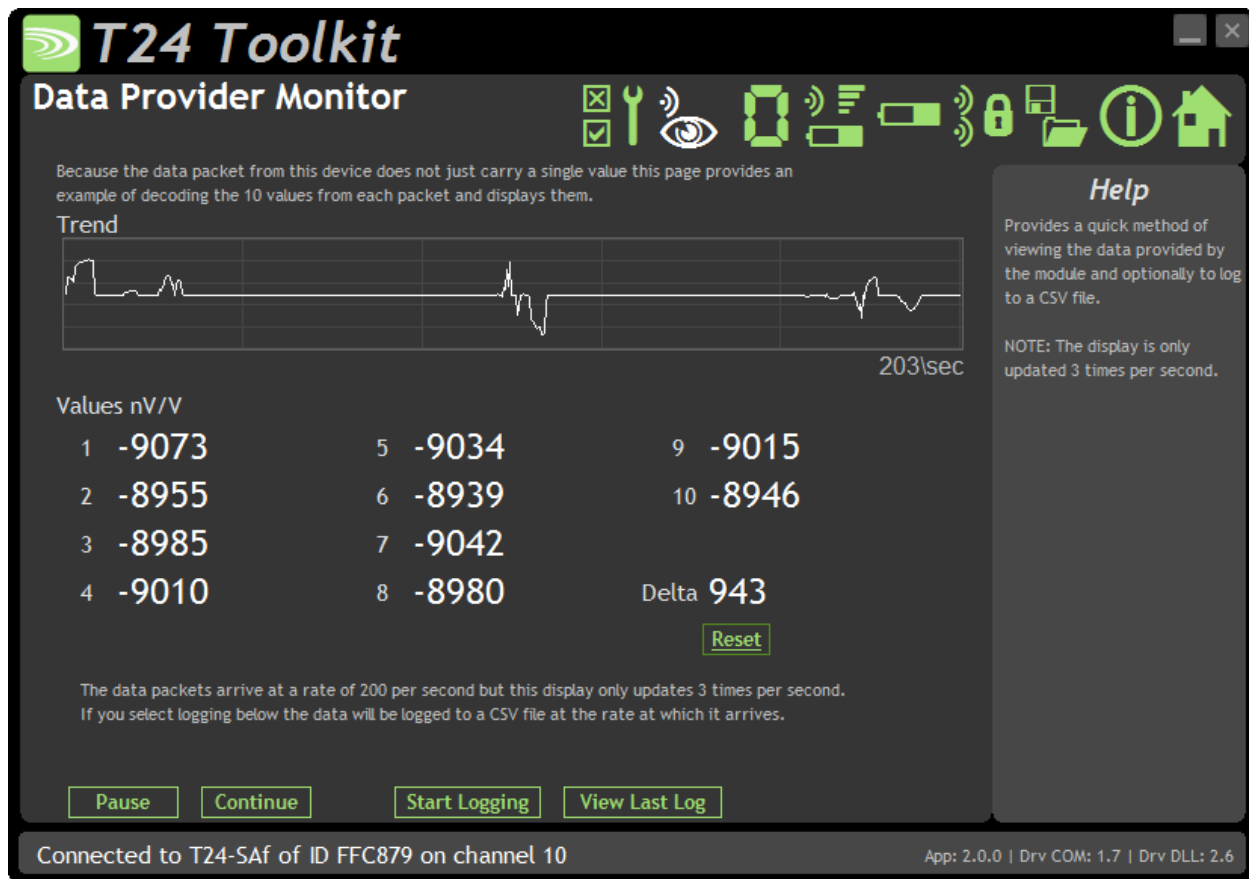 T24 Toolkit
Data Provider Monitor
Because the data packet from this device does not just carry a single value this page provides an
example of decoding the 10 values from each packet and displays them.
Trend
203\sec
Values nV/V
1 -9073
2 -8955
3 -8985
4 -9010
5 -9034
6 -8939
7 -9042
8 -8980
9 -9015
10 -8946
Delta 943
Reset
The data packets arrive at a rate of 200 per second but this display only updates 3 times per second.
If you select logging below the data will be logged to a CSV file at the rate at which it arrives.
Pause Continue Start Logging View Last Log
Help
Provides a quick method of
viewing the data provided by
the module and optionally to log
to a CSV file.
NOTE: The display is only
updated 3 times per second.
Connected to T24-SAf of ID FFC879 on channel 10
App: 2.0.0 | Drv COM: 1.7 | Drv DLL: 2.6